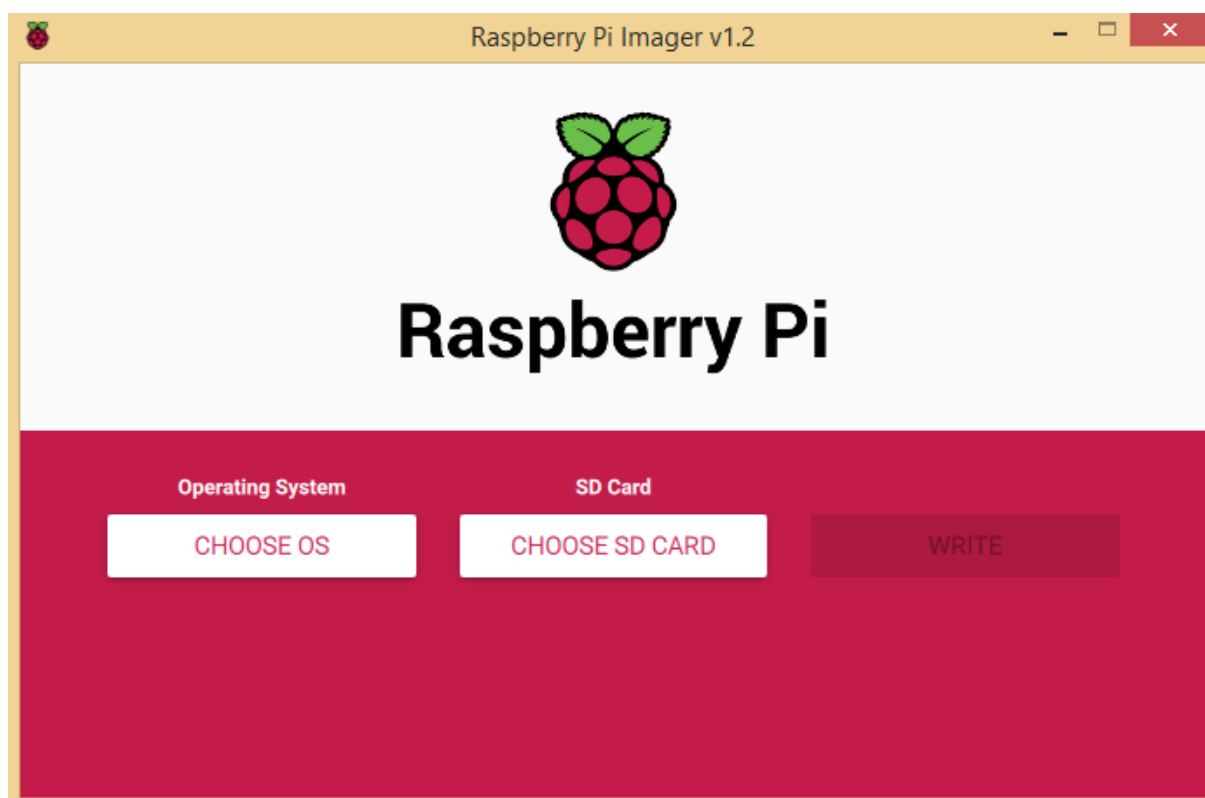 Raspberry Pi Imager v1.2
Raspberry Pi
Operating System
SD Card
CHOOSE OS
CHOOSE SD CARD
WRITE